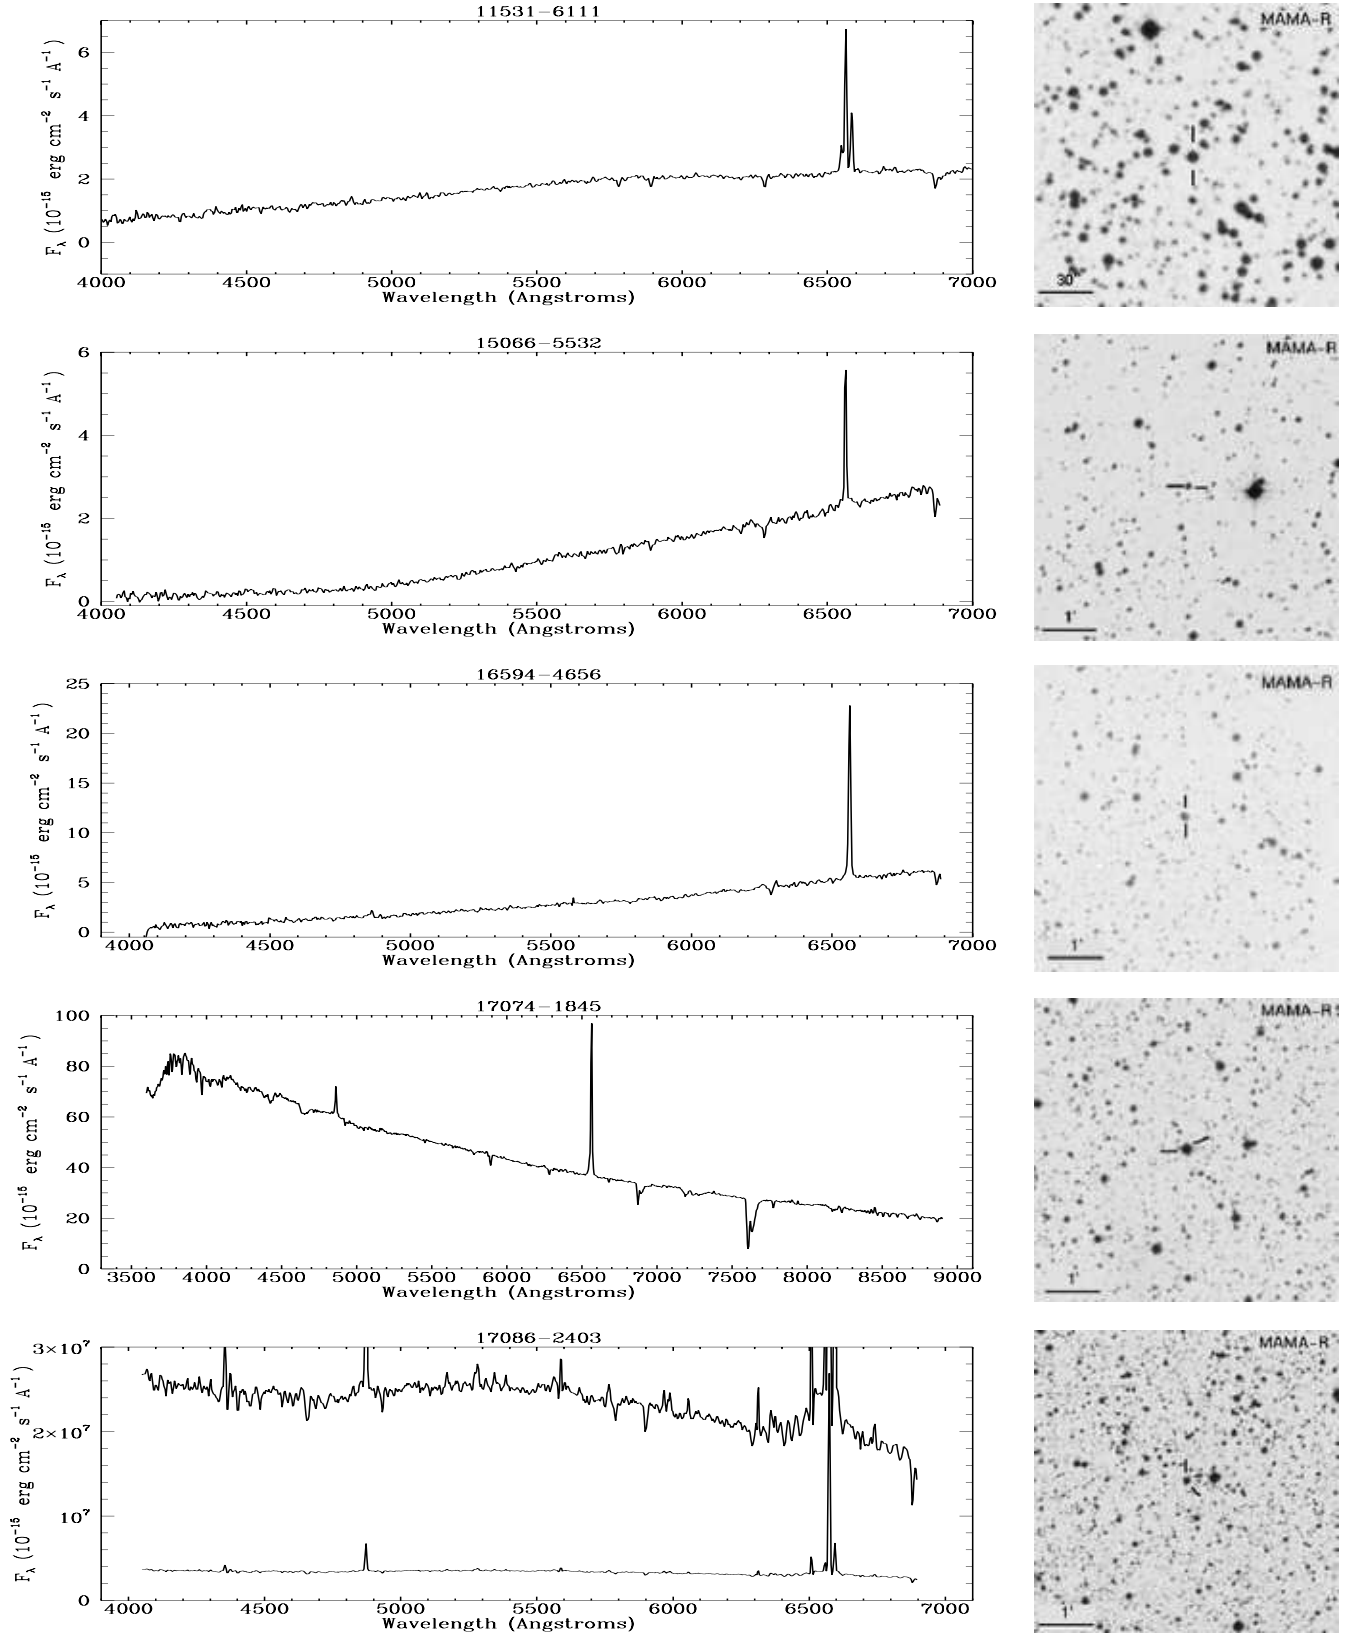 11531−6111
MAMA−R
F_λ (10⁻¹⁵ erg cm⁻² s⁻¹ A⁻¹)
6
4
2
0
4000 4500 5000 5500 6000 6500 7000
Wavelength (Angstroms)
30"
15066−5532
MAMA−R
F_λ (10⁻¹⁵ erg cm⁻² s⁻¹ A⁻¹)
6
4
2
0
4000 4500 5000 5500 6000 6500 7000
Wavelength (Angstroms)
1'
16594−4656
MAMA−R
F_λ (10⁻¹⁵ erg cm⁻² s⁻¹ A⁻¹)
25
20
15
10
5
0
4000 4500 5000 5500 6000 6500 7000
Wavelength (Angstroms)
1'
17074−1845
MAMA−R
F_λ (10⁻¹⁵ erg cm⁻² s⁻¹ A⁻¹)
100
80
60
40
20
0
3500 4000 4500 5000 5500 6000 6500 7000 7500 8000 8500 9000
Wavelength (Angstroms)
1'
17086−2403
MAMA−R
F_λ (10⁻¹⁵ erg cm⁻² s⁻¹ A⁻¹)
3×10⁷
2×10⁷
10⁷
0
4000 4500 5000 5500 6000 6500 7000
Wavelength (Angstroms)
1'